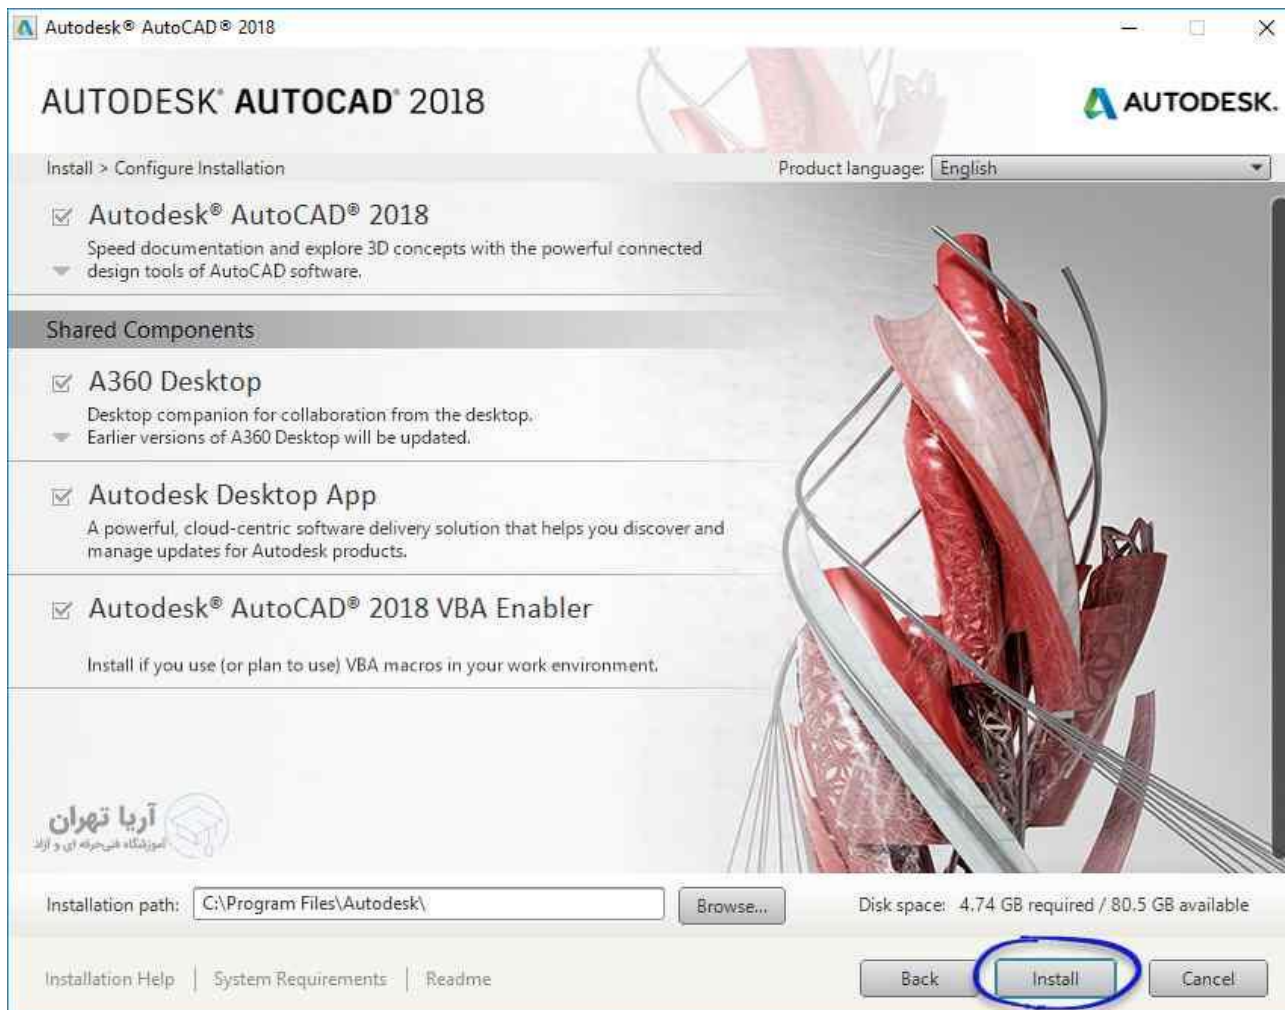 Autodesk® AutoCAD® 2018
AUTODESK® AUTOCAD® 2018
AUTODESK.
Install > Configure Installation
Product language: English
Autodesk® AutoCAD® 2018
Speed documentation and explore 3D concepts with the powerful connected
design tools of AutoCAD software.
Shared Components
A360 Desktop
Desktop companion for collaboration from the desktop.
Earlier versions of A360 Desktop will be updated.
Autodesk Desktop App
A powerful, cloud-centric software delivery solution that helps you discover and
manage updates for Autodesk products.
Autodesk® AutoCAD® 2018 VBA Enabler
Install if you use (or plan to use) VBA macros in your work environment.
آریا تهران
آموزشگاه فنی‌حرفه ای و آزاد
Installation path: C:\Program Files\Autodesk\ Browse... Disk space: 4.74 GB required / 80.5 GB available
Installation Help | System Requirements | Readme Back Install Cancel